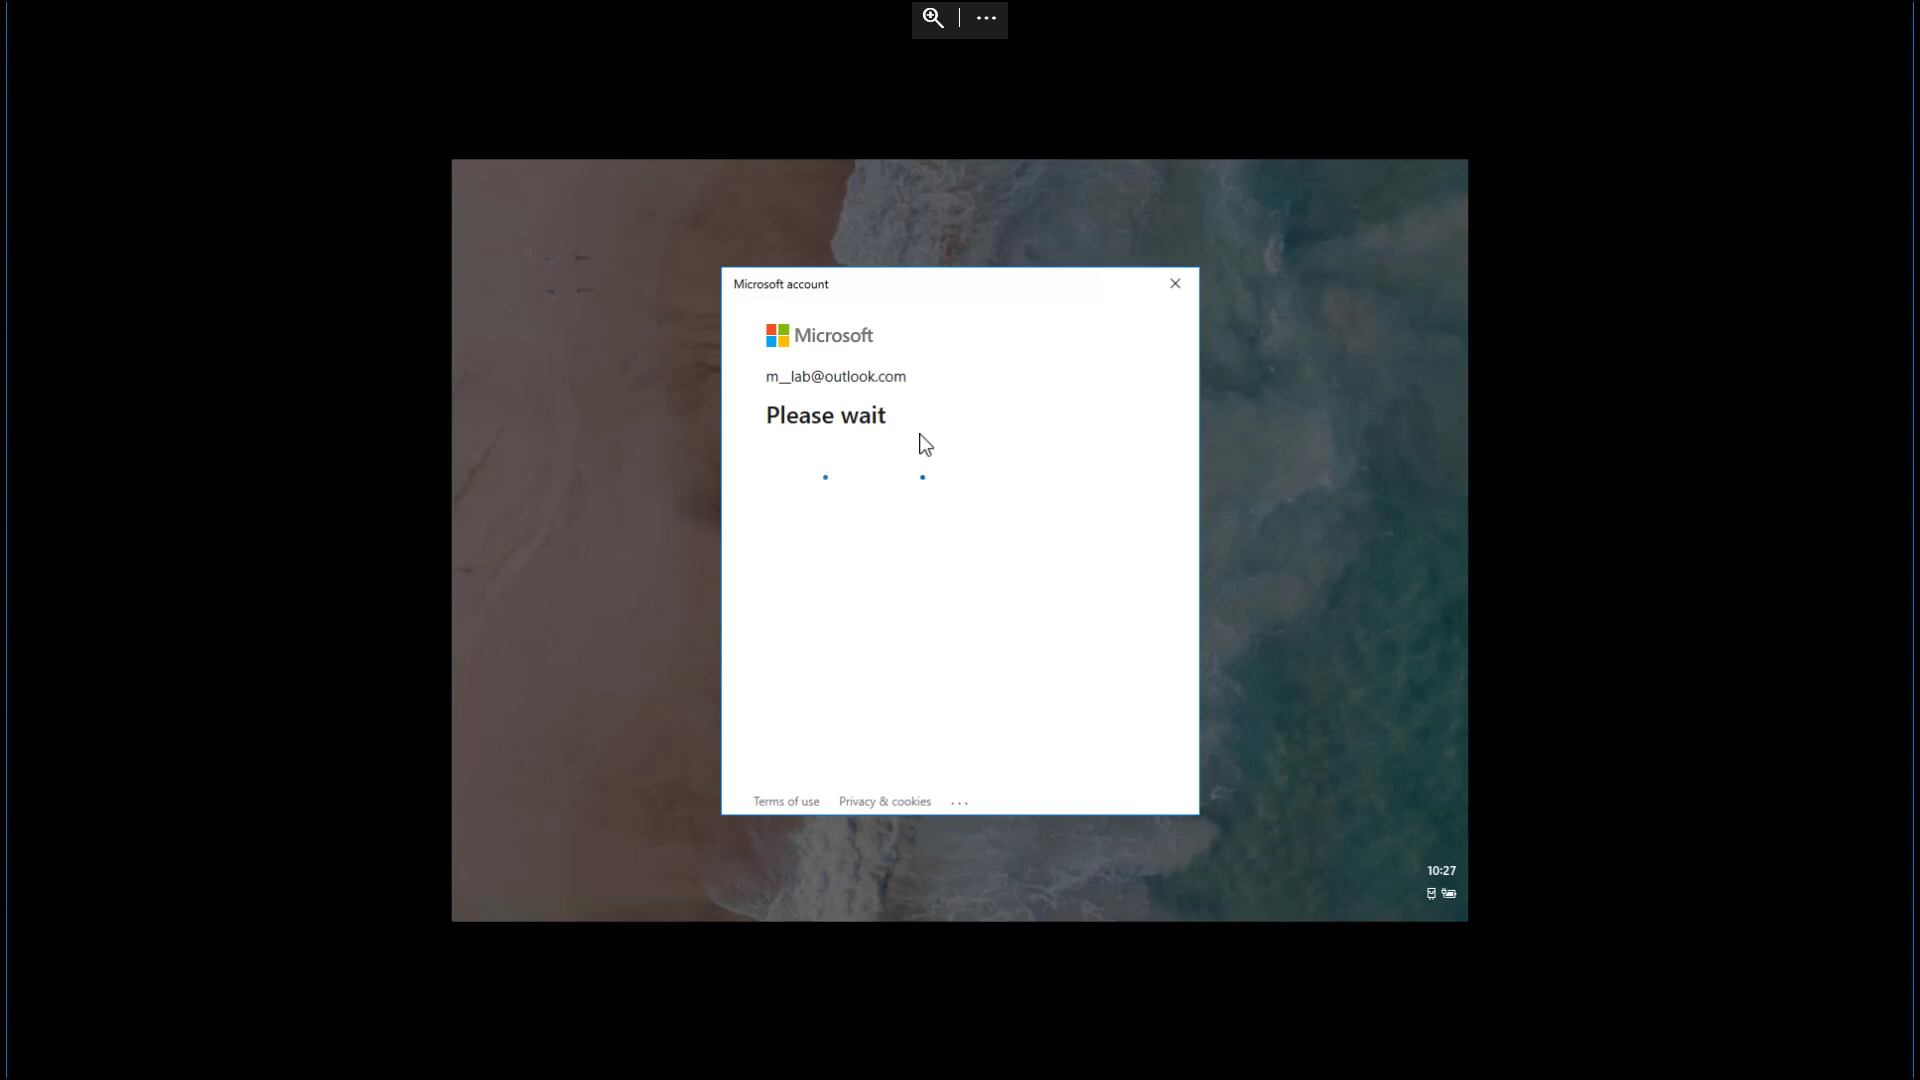 Microsoft account
Microsoft
m__lab@outlook.com
Please wait
Terms of use Privacy & cookies ...
10:27